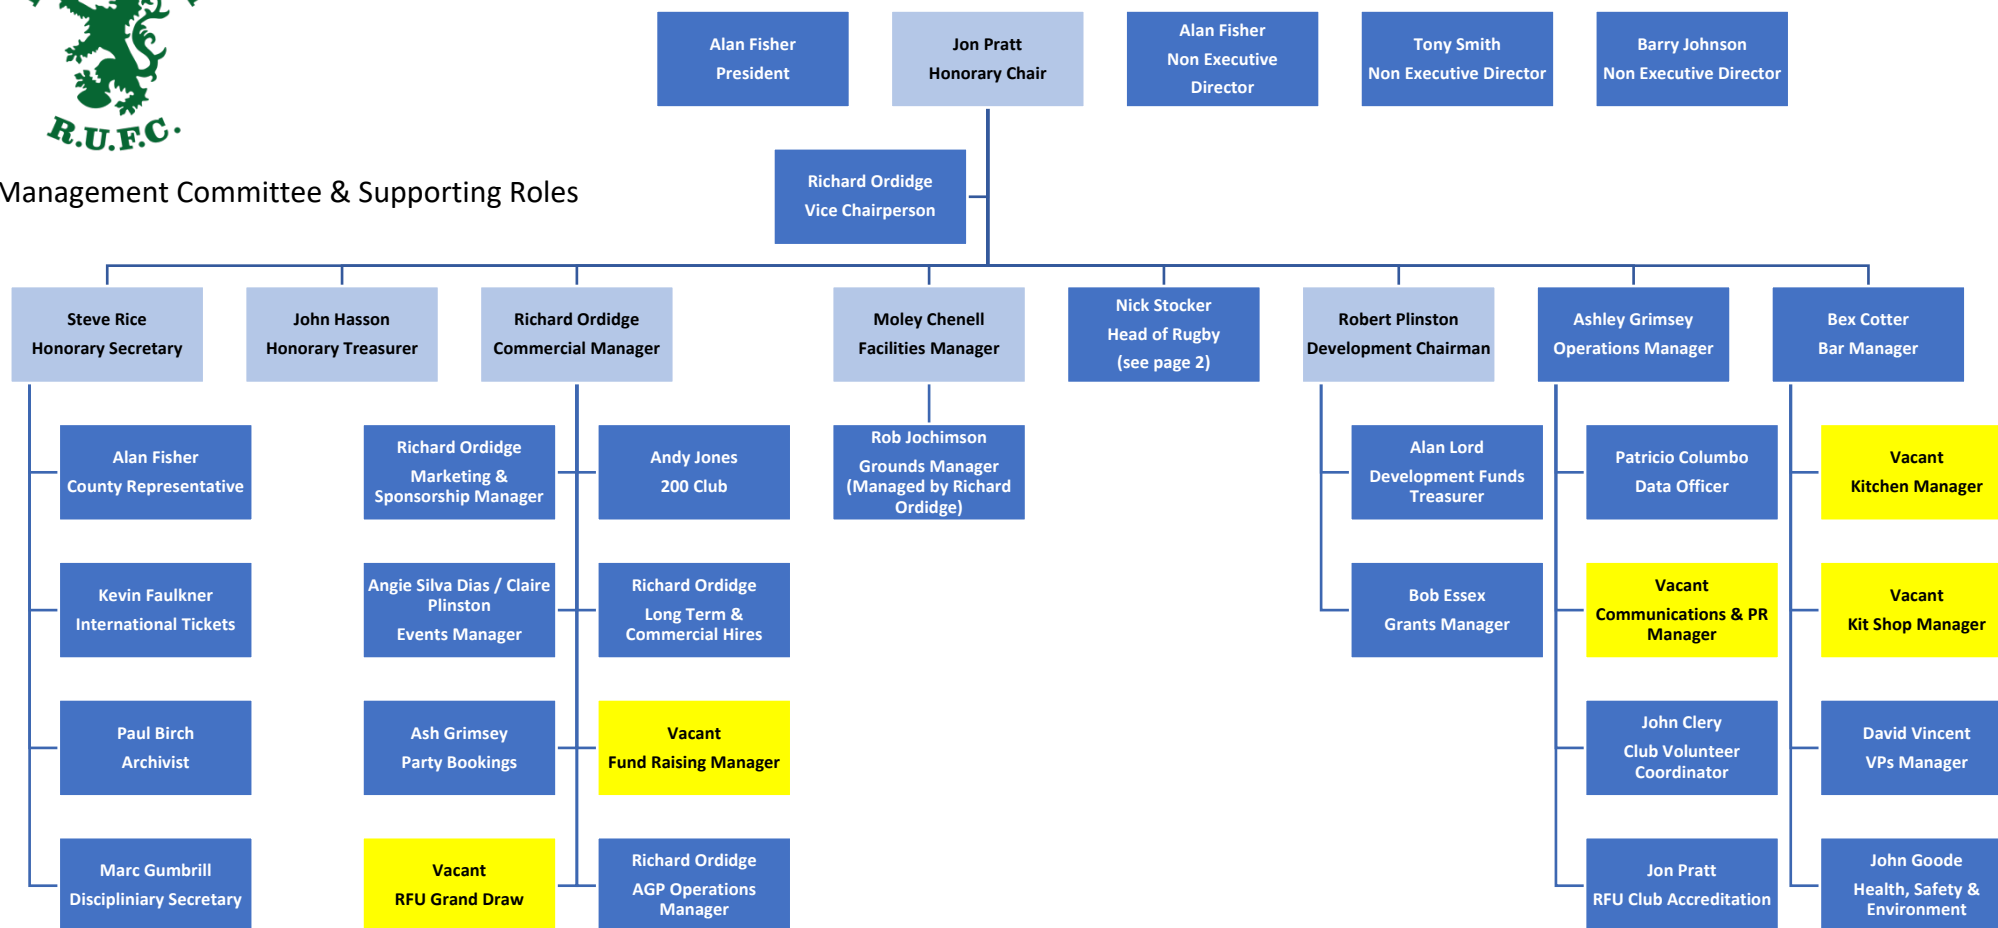 R.U.F.C.
Alan Fisher
President
Jon Pratt
Honorary Chair
Alan Fisher
Non Executive
Director
Tony Smith
Non Executive Director
Barry Johnson
Non Executive Director
Richard Ordidge
Vice Chairperson
Management Committee & Supporting Roles
Steve Rice
Honorary Secretary
John Hasson
Honorary Treasurer
Richard Ordidge
Commercial Manager
Moley Chenell
Facilities Manager
Nick Stocker
Head of Rugby
(see page 2)
Robert Plinston
Development Chairman
Ashley Grimsey
Operations Manager
Bex Cotter
Bar Manager
Alan Fisher
County Representative
Richard Ordidge
Marketing &
Sponsorship Manager
Andy Jones
200 Club
Rob Jochimson
Grounds Manager
(Managed by Richard
Ordidge)
Alan Lord
Development Funds
Treasurer
Patricio Columbo
Data Officer
Vacant
Kitchen Manager
Kevin Faulkner
International Tickets
Angie Silva Dias / Claire
Plinston
Events Manager
Richard Ordidge
Long Term &
Commercial Hires
Bob Essex
Grants Manager
Vacant
Communications & PR
Manager
Vacant
Kit Shop Manager
Paul Birch
Archivist
Ash Grimsey
Party Bookings
Vacant
Fund Raising Manager
John Clery
Club Volunteer
Coordinator
David Vincent
VPs Manager
Marc Gumbrill
Discipliniary Secretary
Vacant
RFU Grand Draw
Richard Ordidge
AGP Operations
Manager
Jon Pratt
RFU Club Accreditation
John Goode
Health, Safety &
Environment